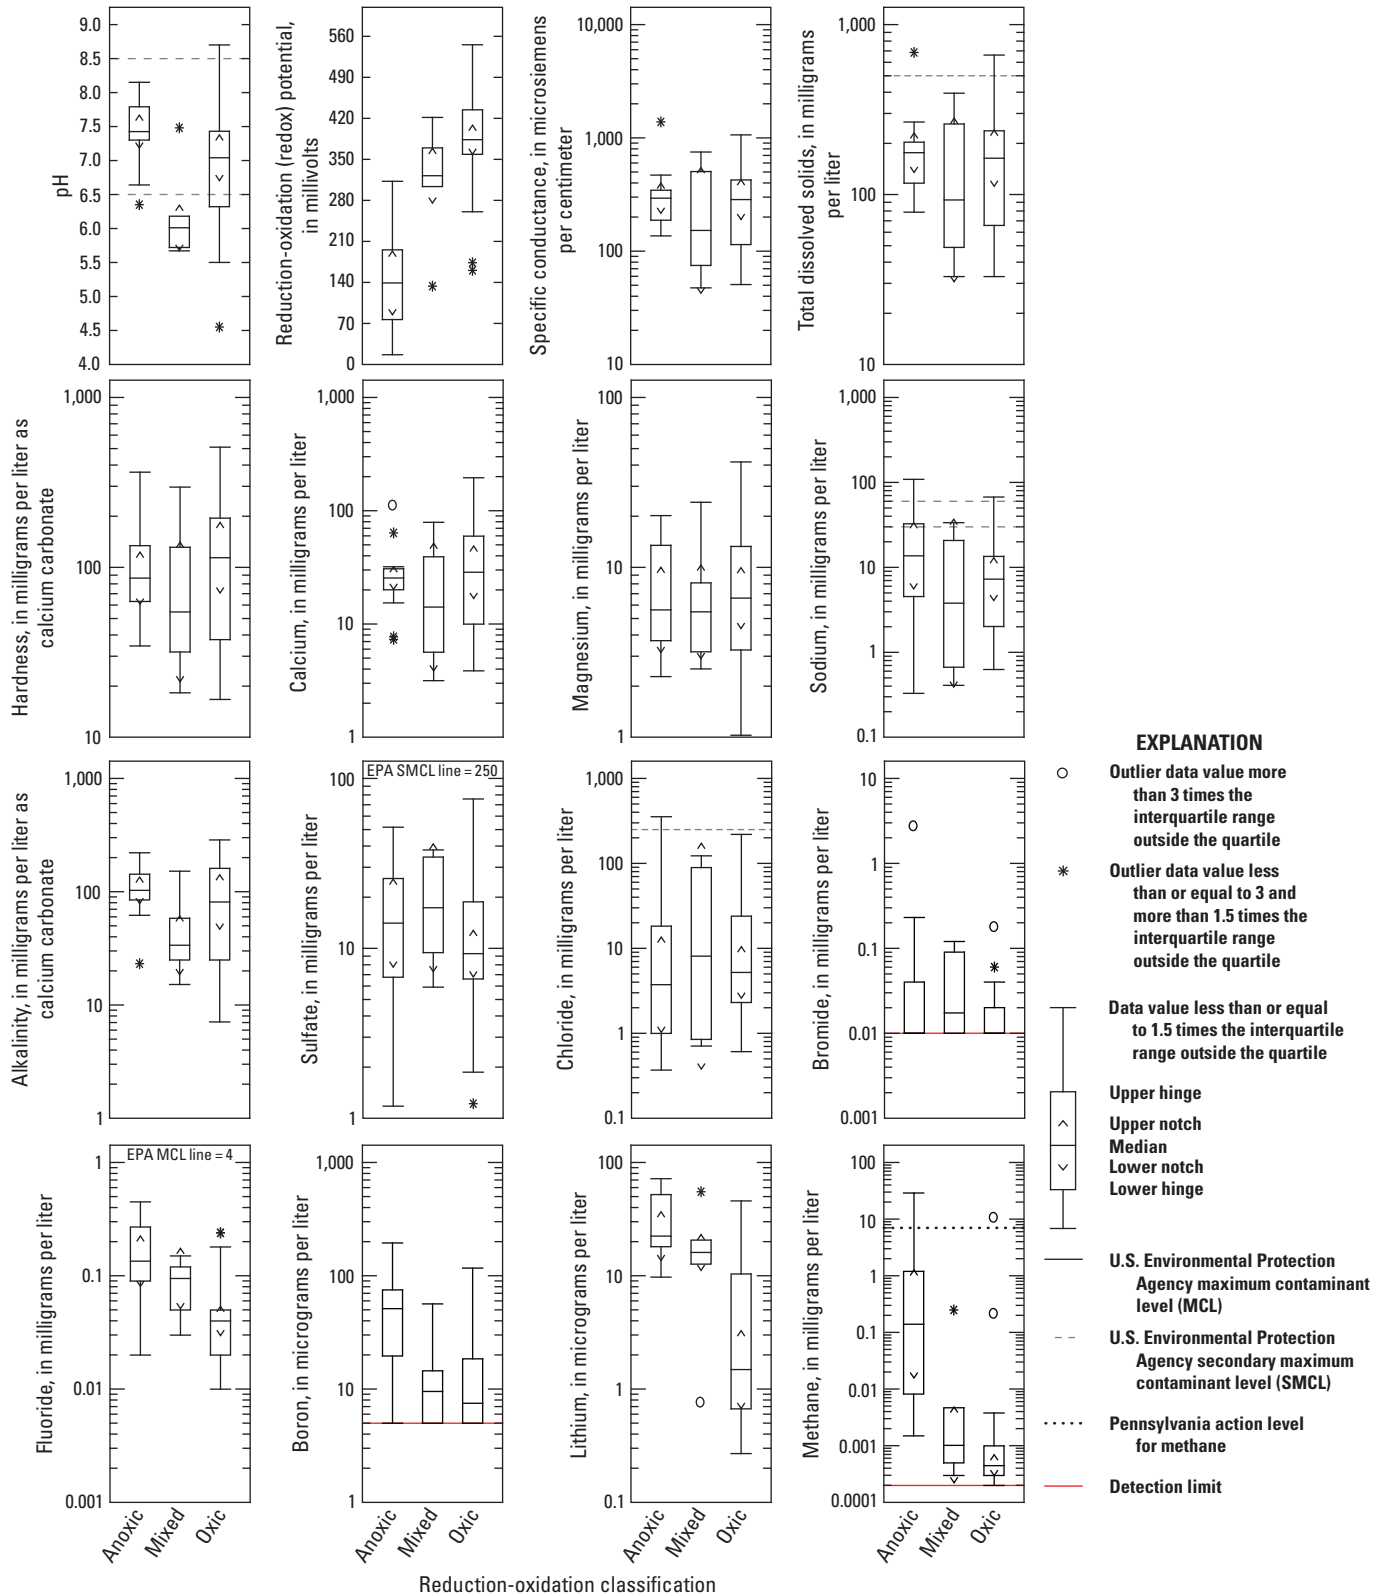 pH
9.0
8.5
8.0
7.5
7.0
6.5
6.0
5.5
5.0
4.5
4.0
Reduction-oxidation (redox) potential,
in millivolts
560
490
420
350
280
210
140
70
0
Specific conductance, in microsiemens
per centimeter
10,000
1,000
100
10
Total dissolved solids, in milligrams
per liter
1,000
100
10
Hardness, in milligrams per liter as
calcium carbonate
1,000
100
10
Calcium, in milligrams per liter
1,000
100
10
1
Magnesium, in milligrams per liter
100
10
1
Sodium, in milligrams per liter
1,000
100
10
1
0.1
Alkalinity, in milligrams per liter as
calcium carbonate
1,000
100
10
1
Sulfate, in miligrams per liter
EPA SMCL line = 250
100
10
1
Chloride, in milligrams per liter
1,000
100
10
1
0.1
Bromide, in milligrams per liter
10
1
0.1
0.01
0.001
Fluoride, in milligrams per liter
EPA MCL line = 4
1
0.1
0.01
0.001
Boron, in micrograms per liter
1,000
100
10
1
Lithium, in micrograms per liter
100
10
1
0.1
Methane, in milligrams per liter
100
10
1
0.1
0.01
0.001
0.0001
Anoxic
Mixed
Oxic
Anoxic
Mixed
Oxic
Anoxic
Mixed
Oxic
Anoxic
Mixed
Oxic
Reduction-oxidation classification
EXPLANATION
Outlier data value more
than 3 times the
interquartile range
outside the quartile
Outlier data value less
than or equal to 3 and
more than 1.5 times the
interquartile range
outside the quartile
Data value less than or equal
to 1.5 times the interquartile
range outside the quartile
Upper hinge
Upper notch
Median
Lower notch
Lower hinge
U.S. Environmental Protection
Agency maximum contaminant
level (MCL)
U.S. Environmental Protection
Agency secondary maximum
contaminant level (SMCL)
Pennsylvania action level
for methane
Detection limit